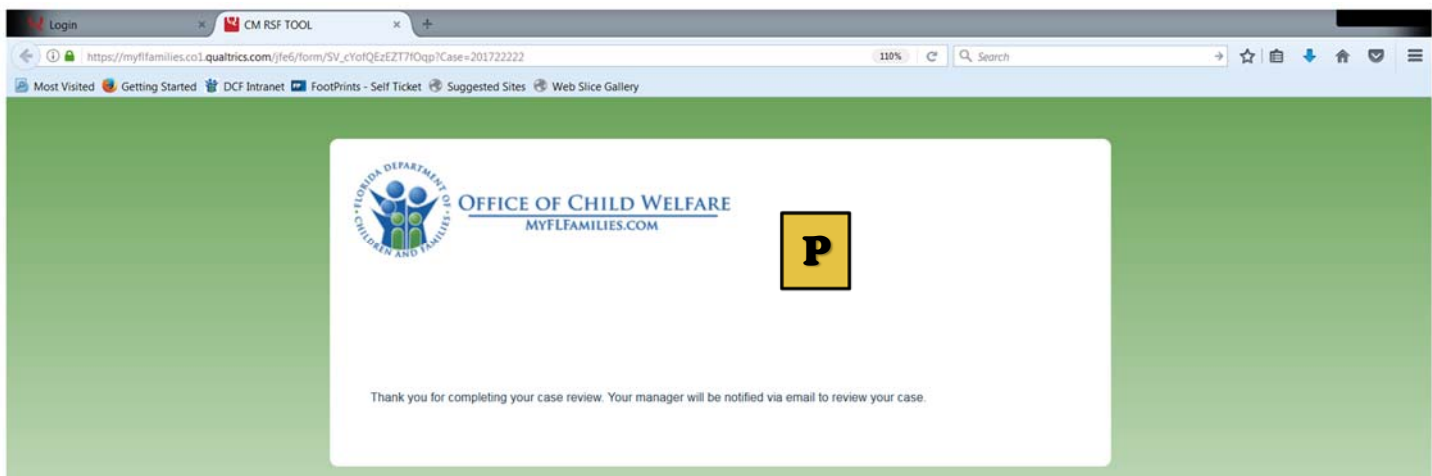 Login
CM RSF TOOL
https://myflfamilies.co1.qualtrics.com/jfe6/form/SV_cYofQEzEZT7fOqp?Case=201722222
110%
Search
Most Visited Getting Started DCF Intranet FootPrints - Self Ticket Suggested Sites Web Slice Gallery
FLORIDA DEPARTMENT OF CHILDREN AND FAMILIES
OFFICE OF CHILD WELFARE
MYFLFAMILIES.COM
P
Thank you for completing your case review. Your manager will be notified via email to review your case.